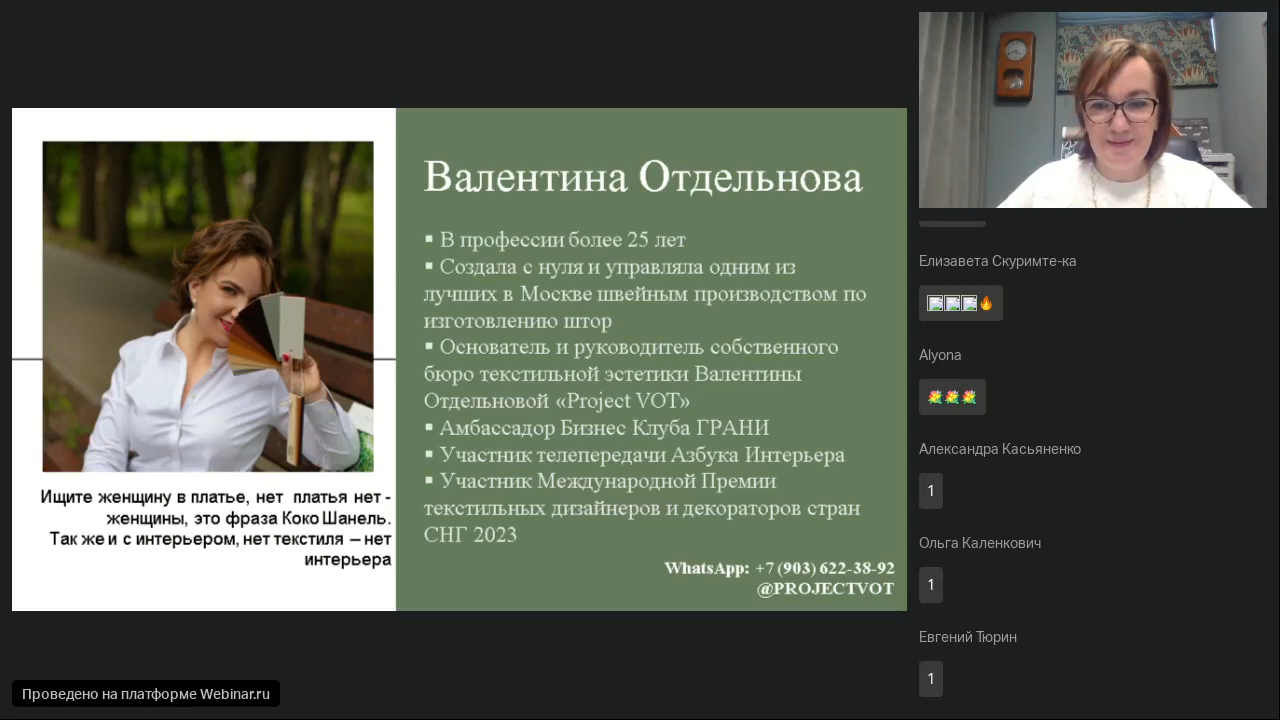 Валентина Отдельнова
▪ В профессии более 25 лет
▪ Создала с нуля и управляла одним из
лучших в Москве швейным производством по
изготовлению штор
▪ Основатель и руководитель собственного
бюро текстильной эстетики Валентины
Отдельновой «Project VOT»
▪ Амбассадор Бизнес Клуба ГРАНИ
▪ Участник телепередачи Азбука Интерьера
▪ Участник Международной Премии
текстильных дизайнеров и декораторов стран
СНГ 2023
WhatsApp: +7 (903) 622-38-92
@PROJECTVOT
Ищите женщину в платье, нет платья нет -
женщины, это фраза Коко Шанель.
Так же и с интерьером, нет текстиля – нет
интерьера
Елизавета Скуримте-ка
Alyona
Александра Касьяненко
1
Ольга Каленкович
1
Евгений Тюрин
1
Проведено на платформе Webinar.ru